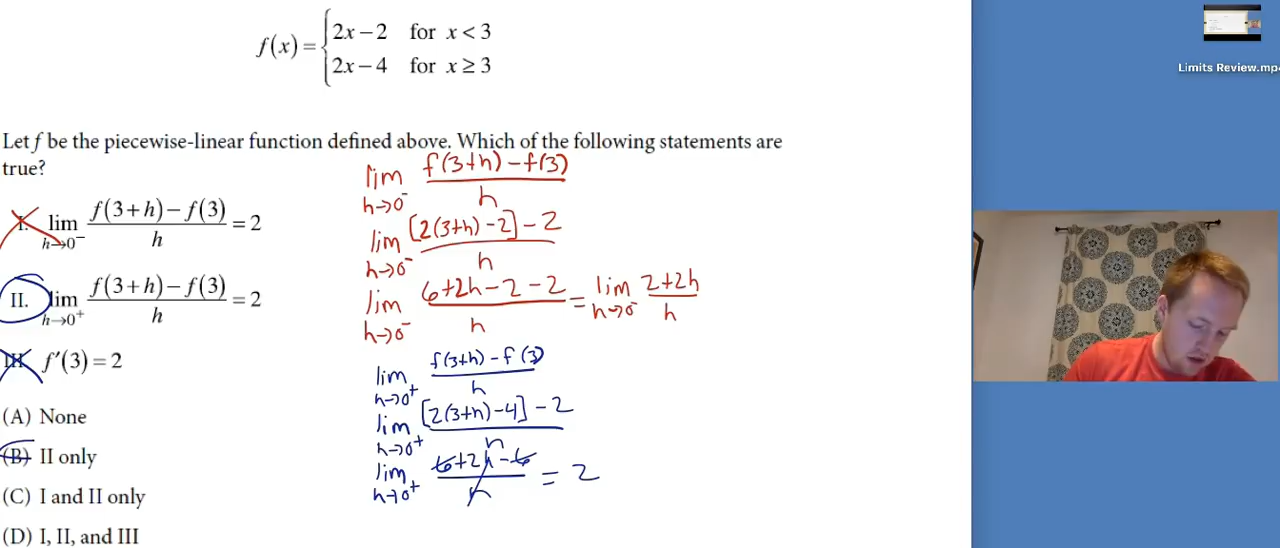 f(x) = { 2x − 2 for x < 3
2x − 4 for x ≥ 3
Limits Review.mp4
Let f be the piecewise-linear function defined above. Which of the following statements are
true?
lim h→0⁻ f(3+h) − f(3) / h
I. lim h→0⁻ f(3+h) − f(3) / h = 2
lim h→0⁻ [2(3+h) − 2] − 2 / h
II. lim h→0⁺ f(3+h) − f(3) / h = 2
lim h→0⁻ 6+2h − 2 − 2 / h = lim h→0⁻ 2+2h / h
III. f′(3) = 2
lim h→0⁺ f(3+h) − f(3) / h
(A) None
lim h→0⁺ [2(3+h) − 4] − 2 / h
(B) II only
lim h→0⁺ 6+2h − 6 / h = 2
(C) I and II only
(D) I, II, and III